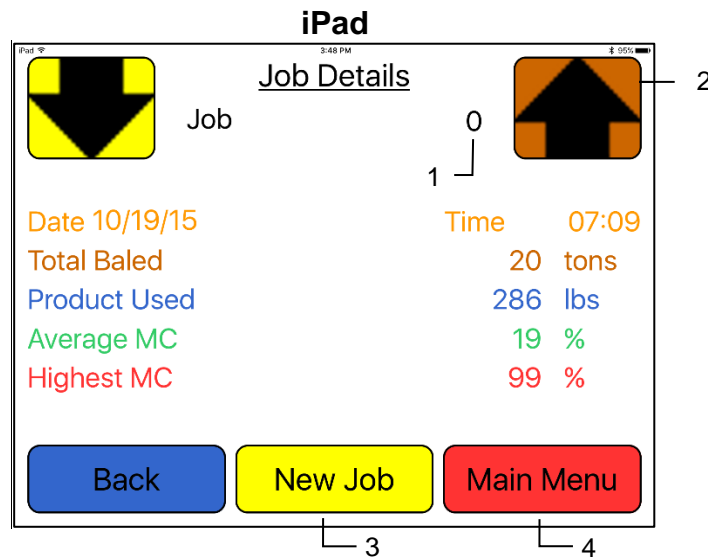 iPad
iPad 3:48 PM 95%
Job Details
2
Job 0
1
Date 10/19/15 Time 07:09
Total Baled 20 tons
Product Used 286 lbs
Average MC 19 %
Highest MC 99 %
Back New Job Main Menu
3 4